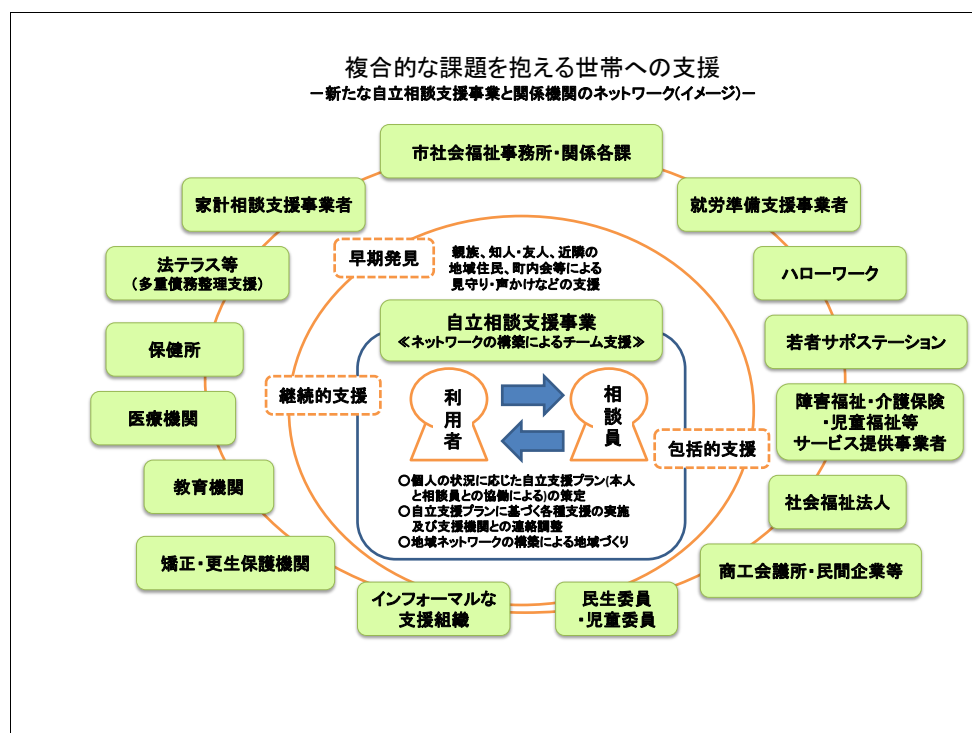 複合的な課題を抱える世帯への支援
－新たな自立相談支援事業と関係機関のネットワーク(イメージ)－
市社会福祉事務所・関係各課
家計相談支援事業者
就労準備支援事業者
早期発見
親族、知人・友人、近隣の
地域住民、町内会等による
見守り・声かけなどの支援
法テラス等
（多重債務整理支援）
ハローワーク
自立相談支援事業
≪ネットワークの構築によるチーム支援≫
保健所
若者サポステーション
継続的支援
利用者
相談員
医療機関
障害福祉・介護保険
・児童福祉等
サービス提供事業者
包括的支援
教育機関
○個人の状況に応じた自立支援プラン(本人
と相談員との協働による)の策定
○自立支援プランに基づく各種支援の実施
及び支援機関との連絡調整
○地域ネットワークの構築による地域づくり
社会福祉法人
矯正・更生保護機関
商工会議所・民間企業等
インフォーマルな
支援組織
民生委員
・児童委員